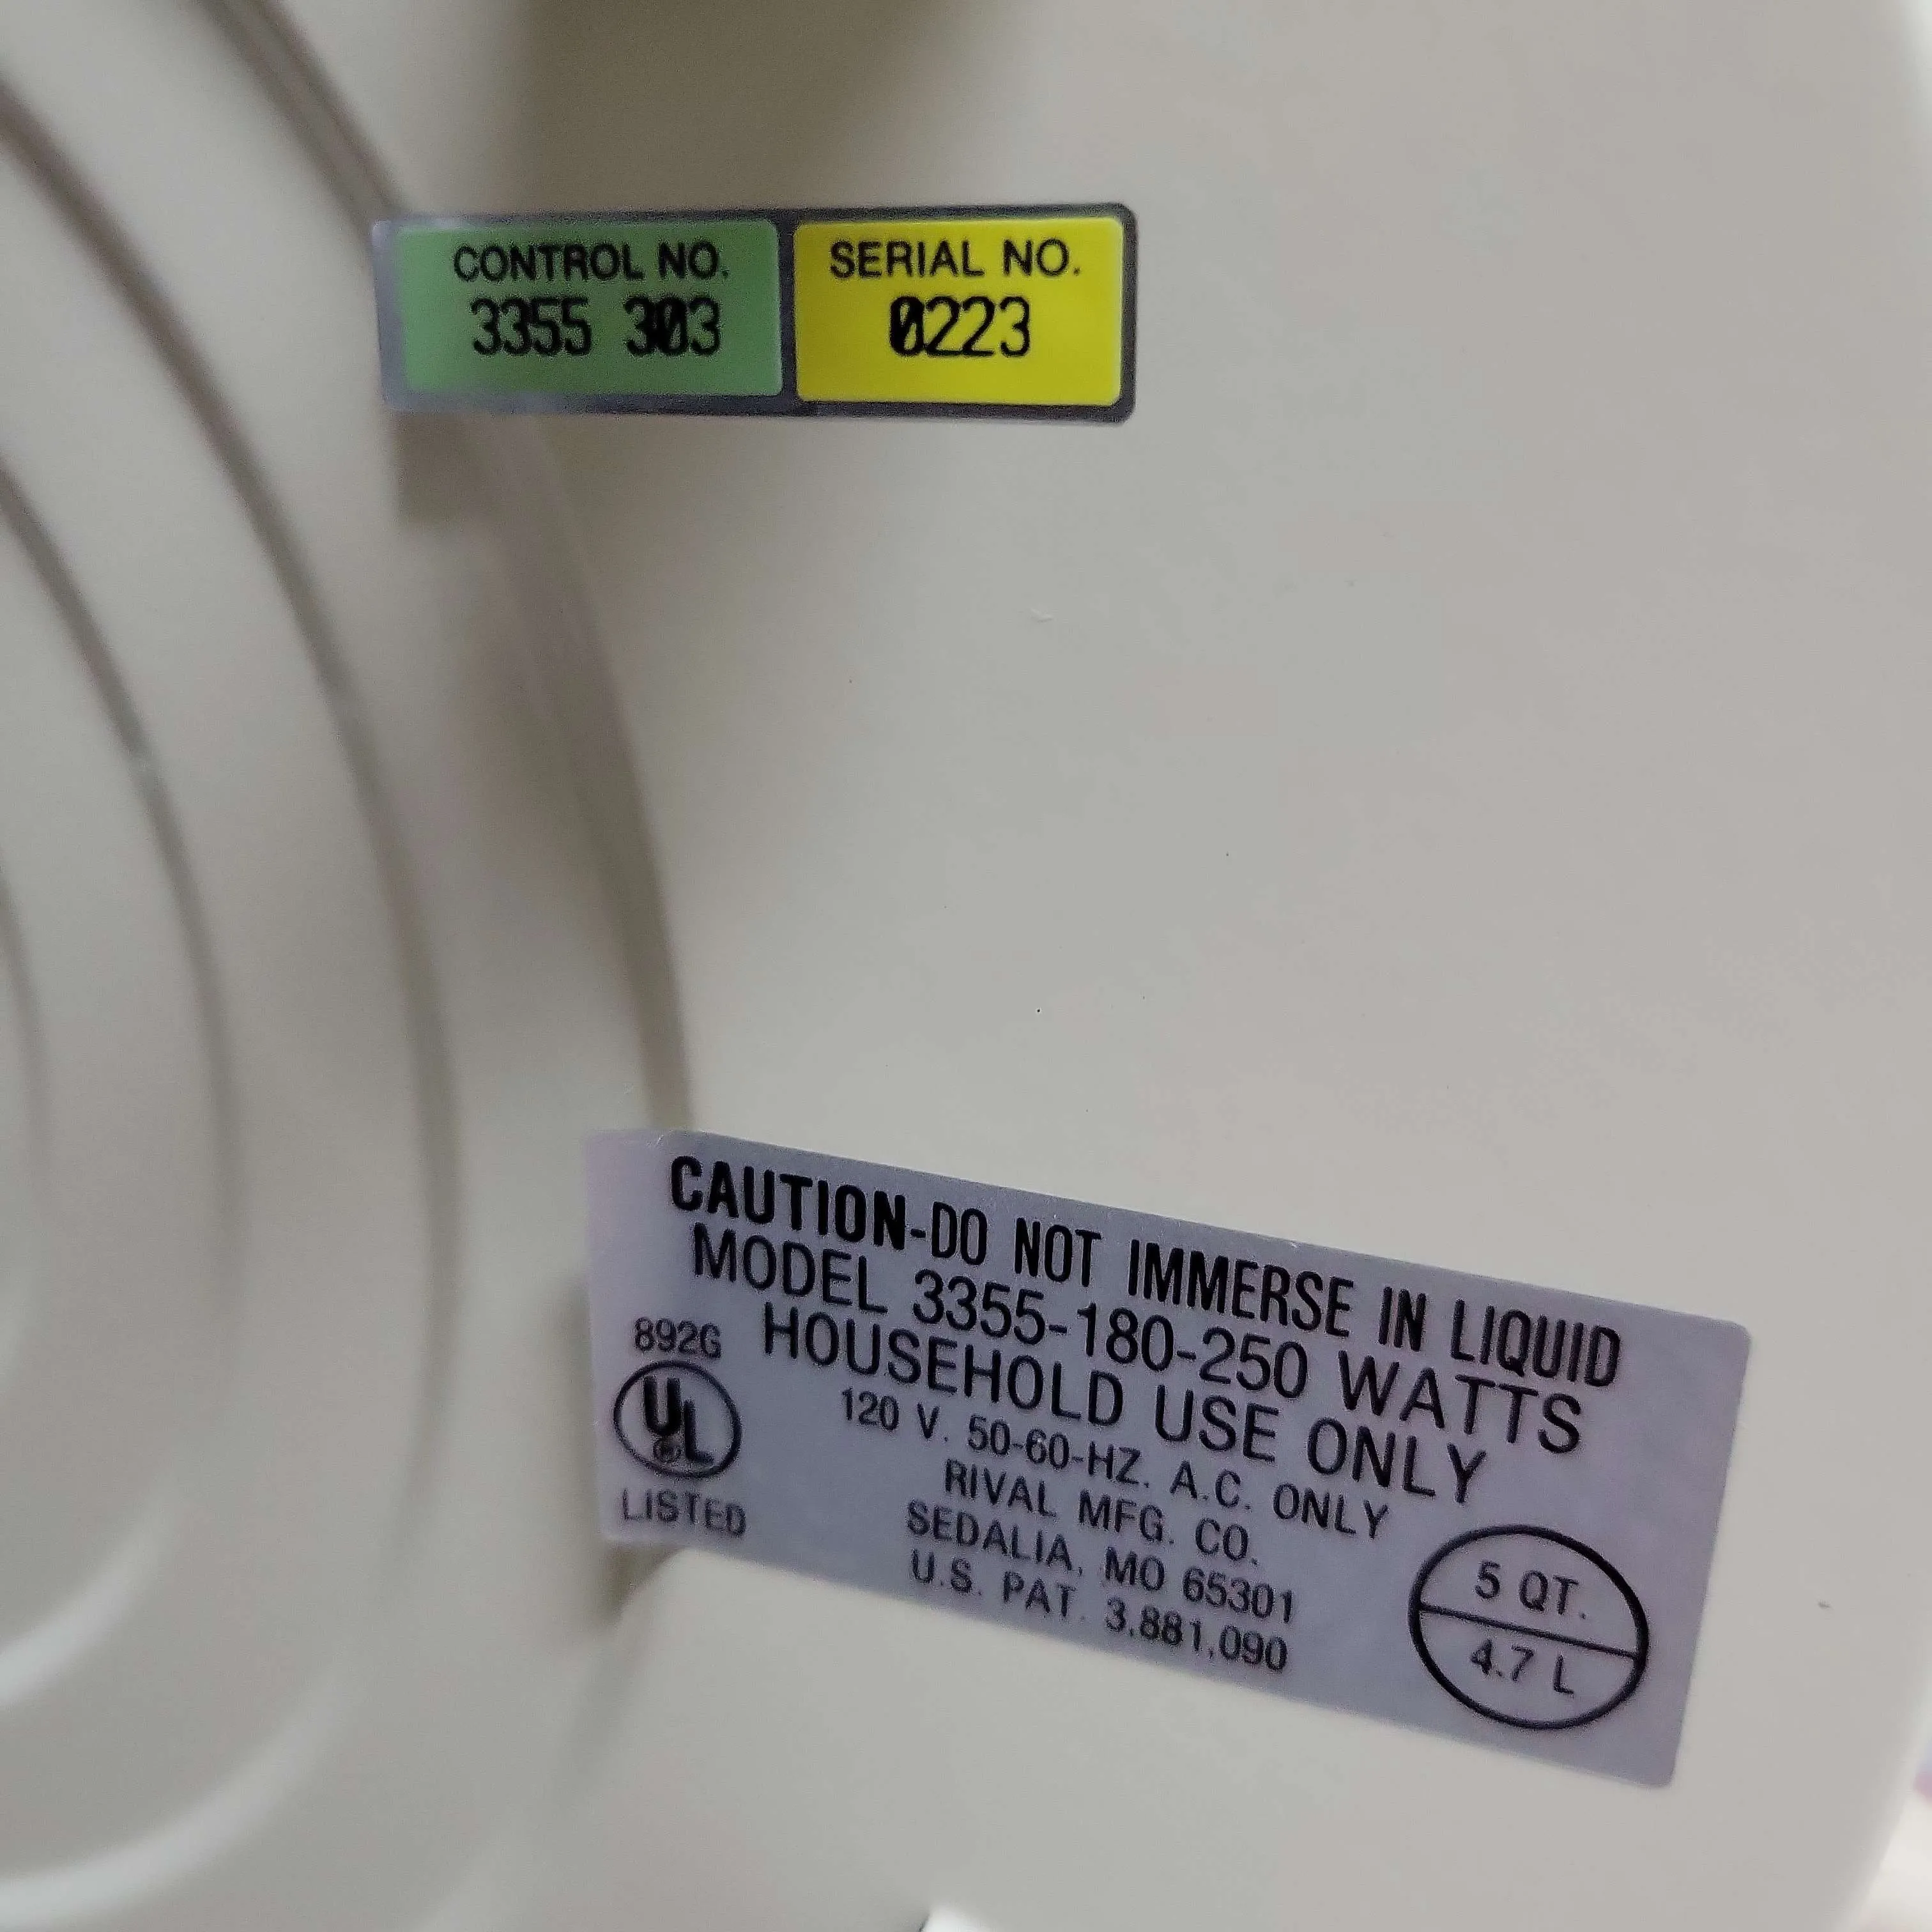 CONTROL NO.
3355 303
SERIAL NO.
0223
CAUTION-DO NOT IMMERSE IN LIQUID
MODEL 3355-180-250 WATTS
HOUSEHOLD USE ONLY
120 V. 50-60-HZ. A.C. ONLY
RIVAL MFG. CO.
SEDALIA, MO 65301
U.S. PAT. 3,881,090
892G
UL
LISTED
5 QT.
4.7 L